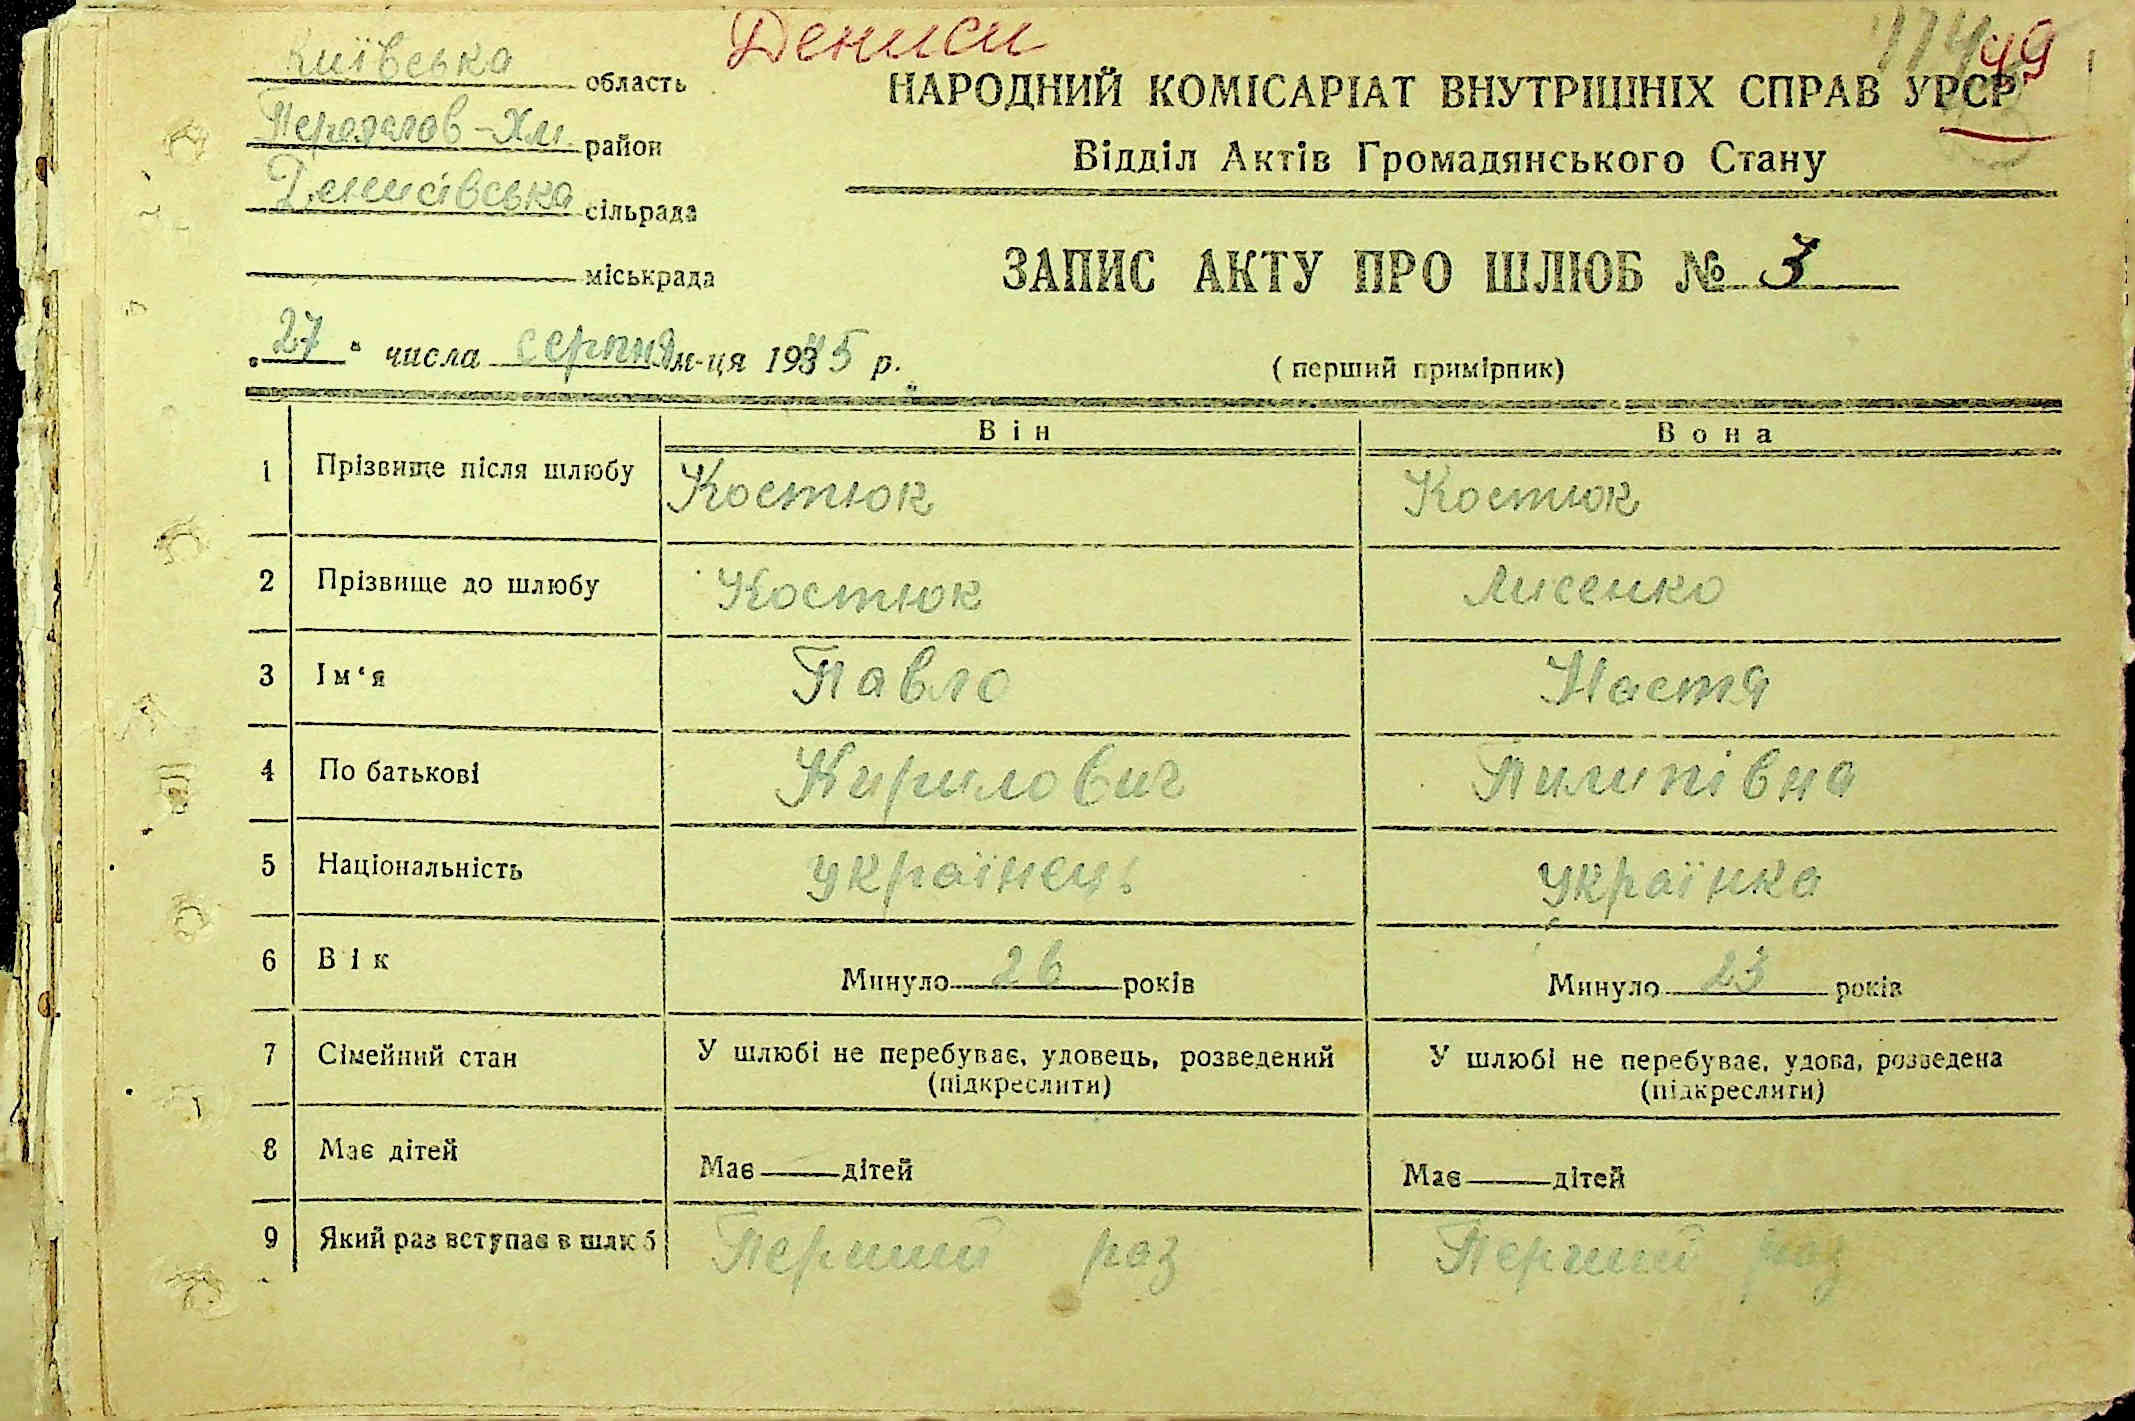 Дениси
Київська область
Переяслов-Хм. район
Денисівська сільрада
міськрада
"27" числа серпня м-ця 1945 р.
49
НАРОДНИЙ КОМІСАРІАТ ВНУТРІШНІХ СПРАВ УРСР
Відділ Актів Громадянського Стану
ЗАПИС АКТУ ПРО ШЛЮБ № 3
(перший примірник)
Він Вона
1 Прізвище після шлюбу Костюк Костюк
2 Прізвище до шлюбу Костюк Лисенко
3 Ім‘я Павло Настя
4 По батькові Кирилович Пилипівна
5 Національність українець українка
6 Вік Минуло 26 років Минуло 23 років
7 Сімейний стан У шлюбі не перебуває, удовець, розведений У шлюбі не перебуває, удова, розведена
(підкреслити) (підкреслити)
8 Має дітей Має — дітей Має — дітей
9 Який раз вступає в шлюб Перший раз Перший раз